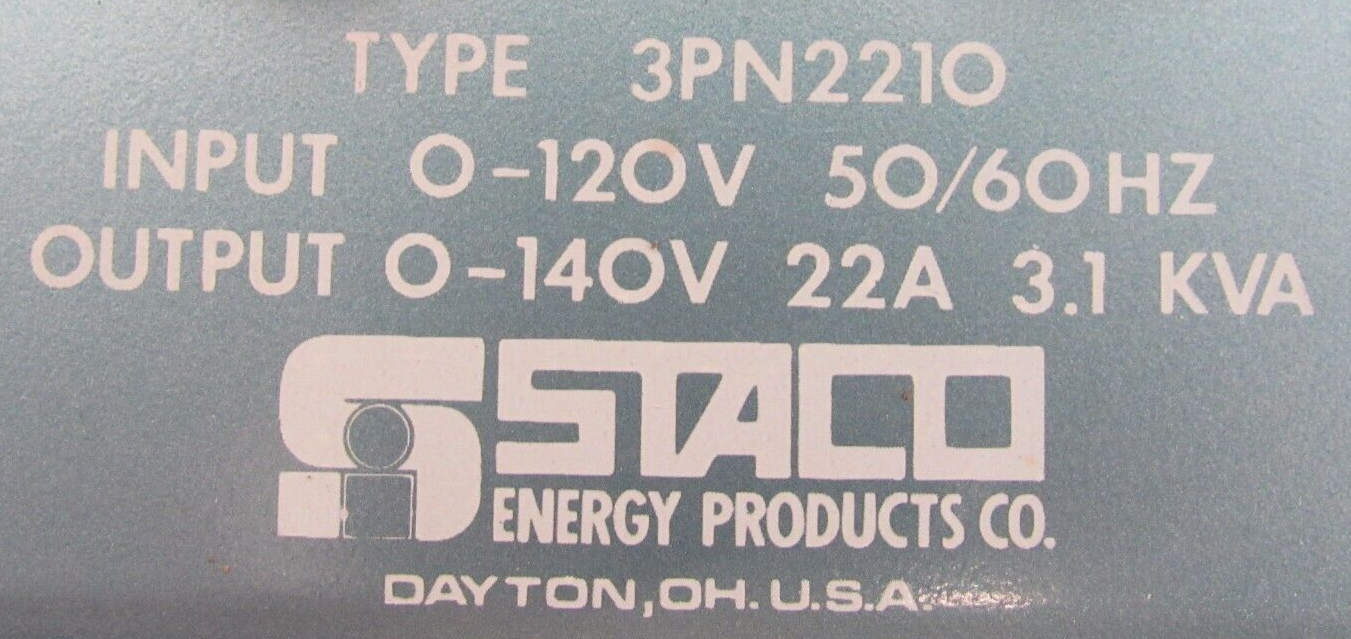 TYPE 3PN2210
INPUT 0-120V 50/60HZ
OUTPUT 0-140V 22A 3.1 KVA
STACO
ENERGY PRODUCTS CO.
DAYTON, OH. U.S.A.